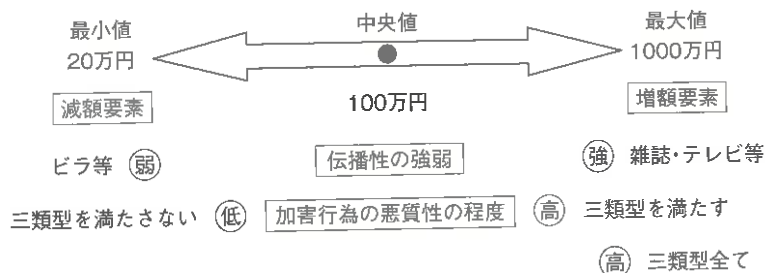 最小値 中央値 最大値
20万円 1000万円
減額要素 100万円 増額要素
ビラ等 弱 伝播性の強弱 強 雑誌・テレビ等
三類型を満たさない 低 加害行為の悪質性の程度 高 三類型を満たす
高 三類型全て